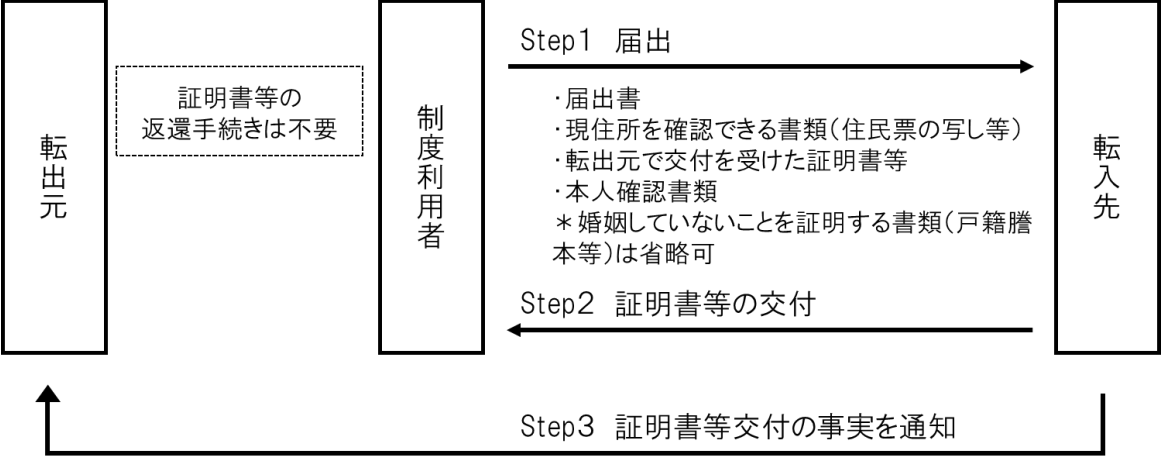 転出元
証明書等の
返還手続きは不要
制度利用者
Step1　届出
・届出書
・現住所を確認できる書類（住民票の写し等）
・転出元で交付を受けた証明書等
・本人確認書類
＊婚姻していないことを証明する書類（戸籍謄
本等）は省略可
Step2　証明書等の交付
転入先
Step3　証明書等交付の事実を通知